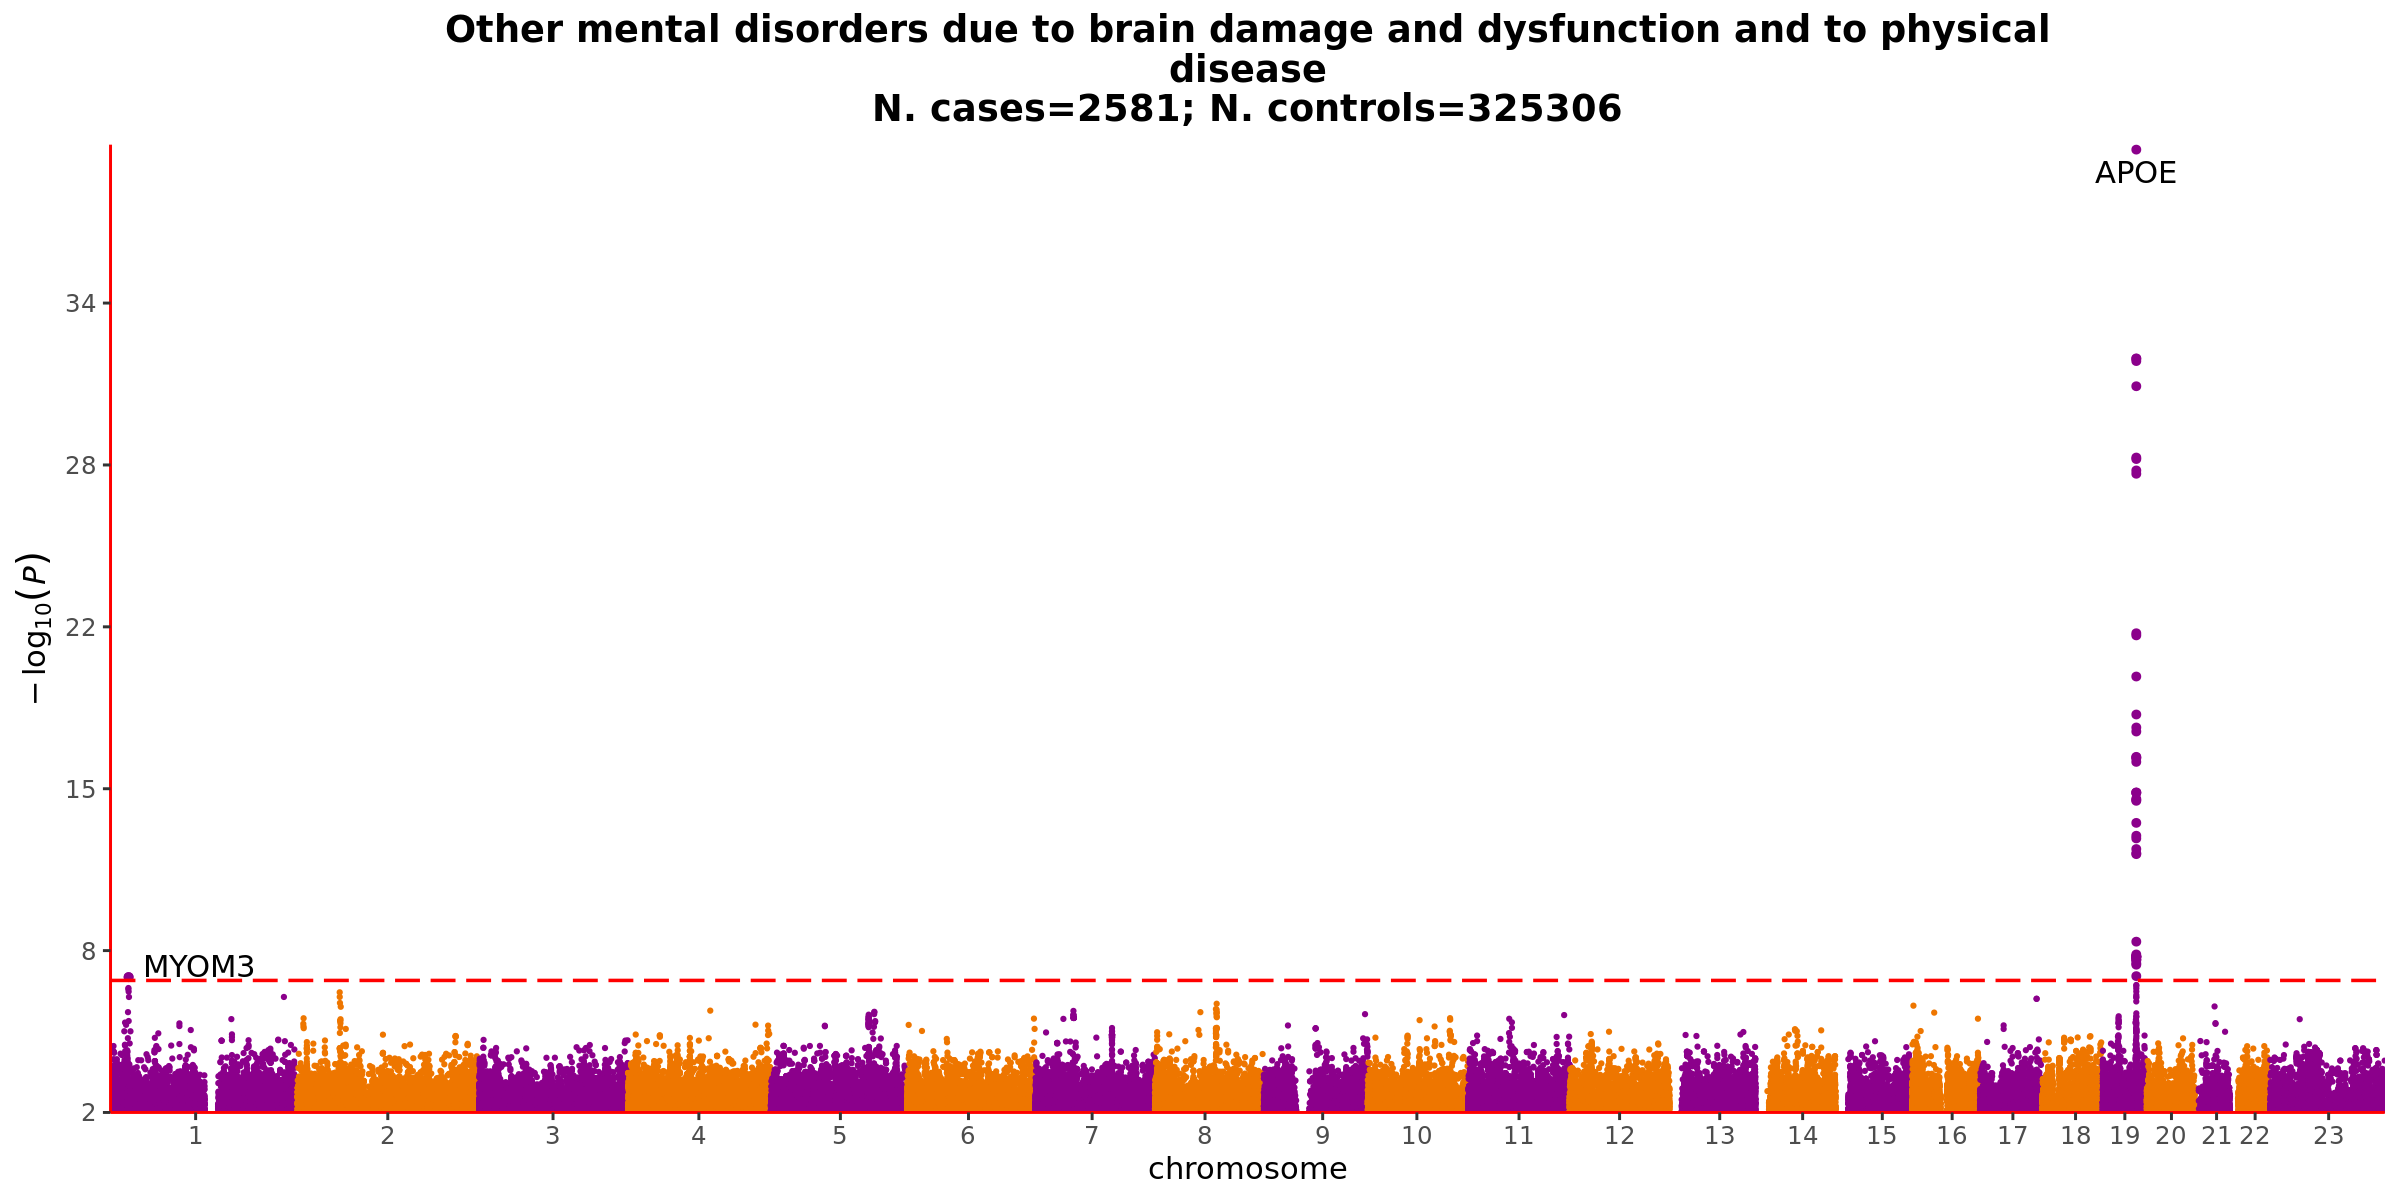 Other mental disorders due to brain damage and dysfunction and to physical
disease
N. cases=2581; N. controls=325306
APOE
34
28
22
15
8
2
−log10(P)
MYOM3
1 2 3 4 5 6 7 8 9 10 11 12 13 14 15 16 17 18 19 20 21 22 23
chromosome